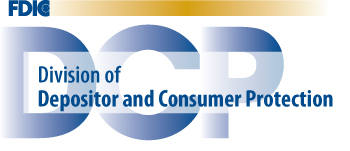 FDIC
DCP
Division of
Depositor and Consumer Protection